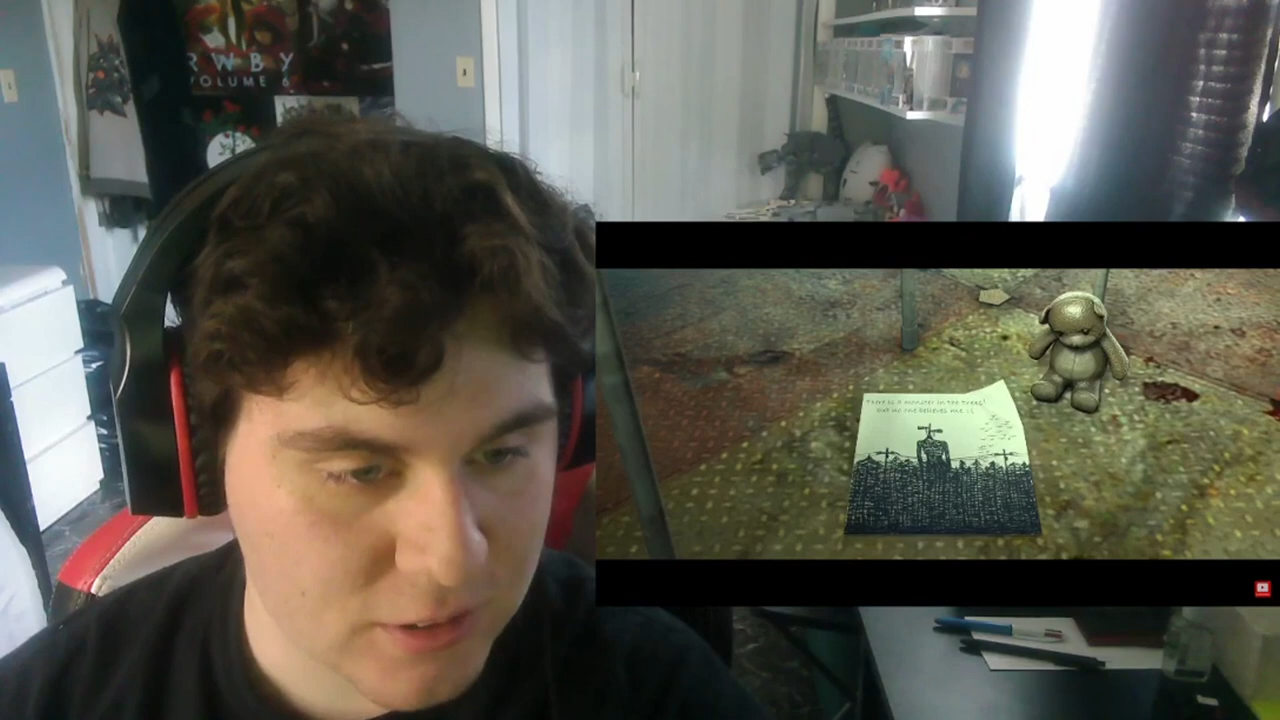 RWBY
VOLUME 6
There is a monster in the trees!
but no one believes me :(